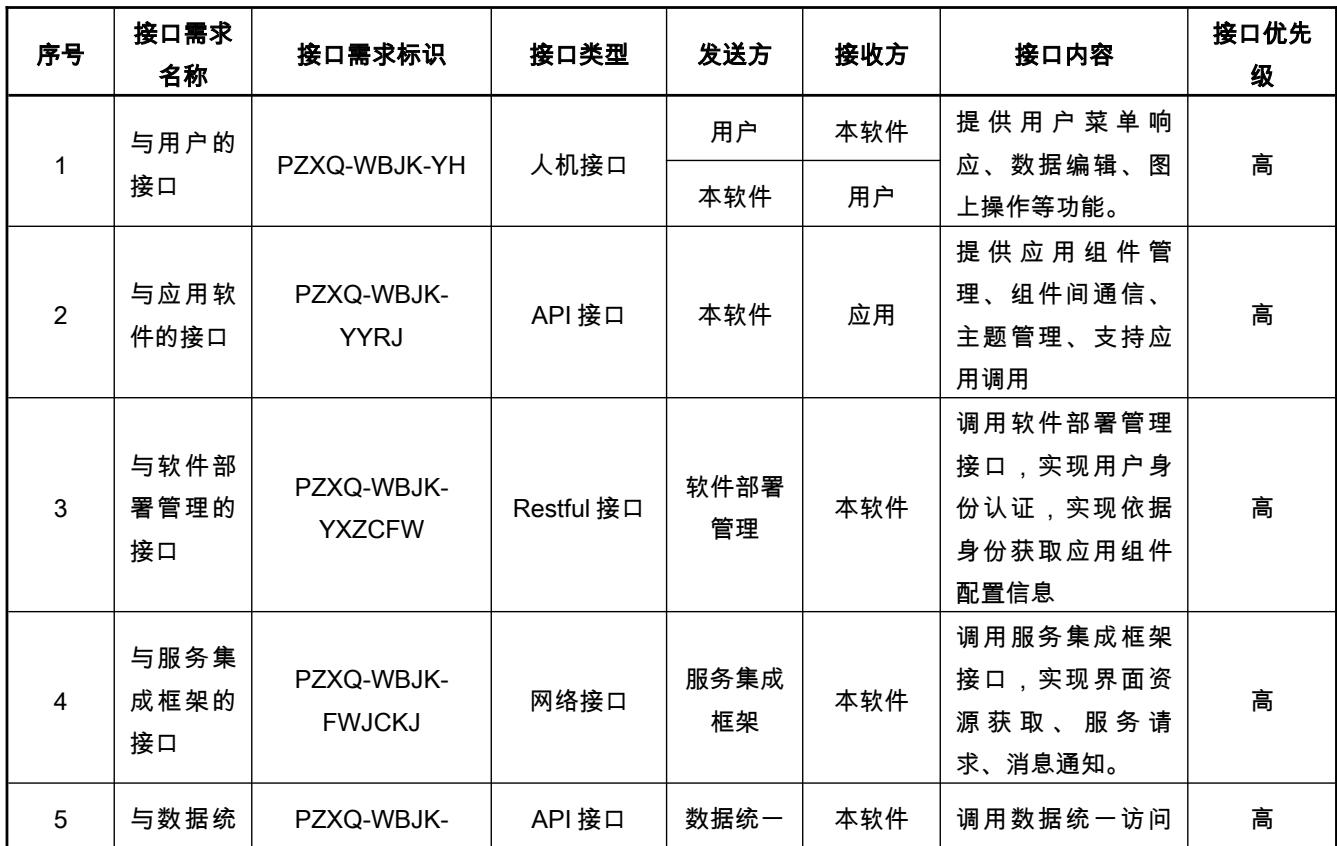 序号
接口需求
名称
接口需求标识
接口类型
发送方
接收方
接口内容
接口优先
级
1
与用户的
接口
PZXQ-WBJK-YH
人机接口
用户
本软件
本软件
用户
提供用户菜单响
应、数据编辑、图
上操作等功能。
高
2
与应用软
件的接口
PZXQ-WBJK-
YYRJ
API 接口
本软件
应用
提供应用组件管
理、组件间通信、
主题管理、支持应
用调用
高
3
与软件部
署管理的
接口
PZXQ-WBJK-
YXZCFW
Restful 接口
软件部署
管理
本软件
调用软件部署管理
接口，实现用户身
份认证，实现依据
身份获取应用组件
配置信息
高
4
与服务集
成框架的
接口
PZXQ-WBJK-
FWJCKJ
网络接口
服务集成
框架
本软件
调用服务集成框架
接口，实现界面资
源获取、服务请
求、消息通知。
高
5
与数据统
PZXQ-WBJK-
API 接口
数据统一
本软件
调用数据统一访问
高